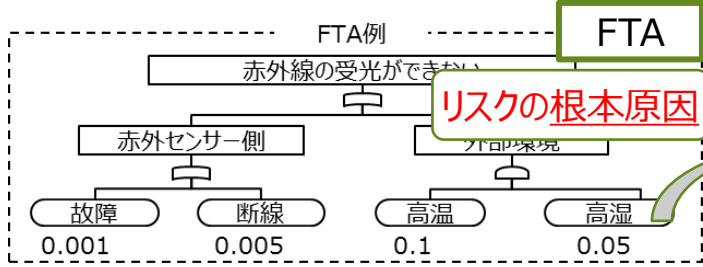 FTA例
FTA
赤外線の受光ができない
リスクの根本原因
赤外センサー側
外部環境
故障
断線
高温
高湿
0.001
0.005
0.1
0.05